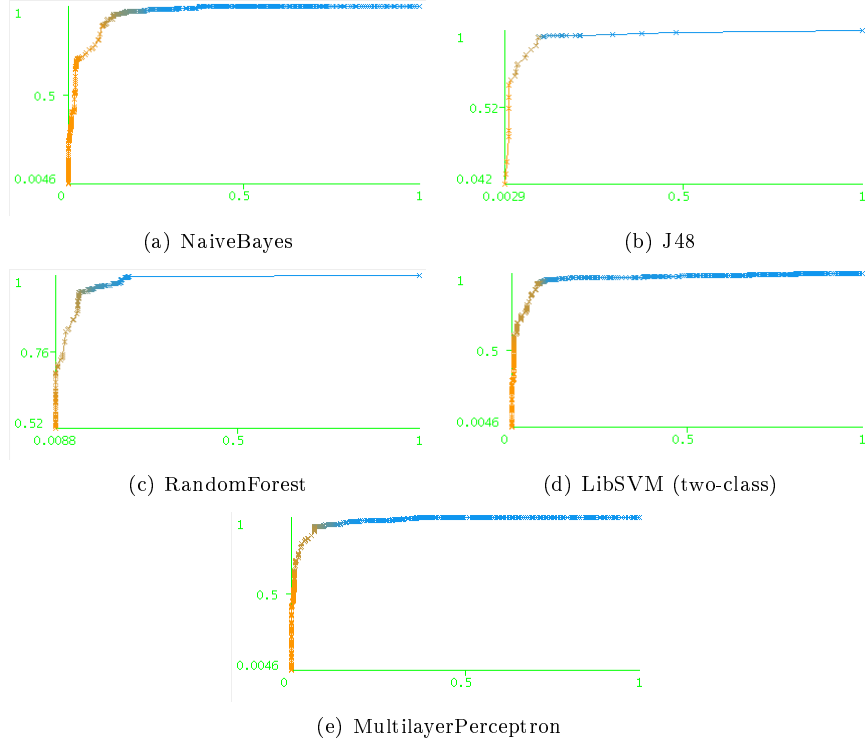 1
0.5
0.0046
0 0.5 1
(a) NaiveBayes
1
0.52
0.042
0.0029 0.5 1
(b) J48
1
0.76
0.52
0.0088 0.5 1
(c) RandomForest
1
0.5
0.0046
0 0.5 1
(d) LibSVM (two-class)
1
0.5
0.0046
0 0.5 1
(e) MultilayerPerceptron